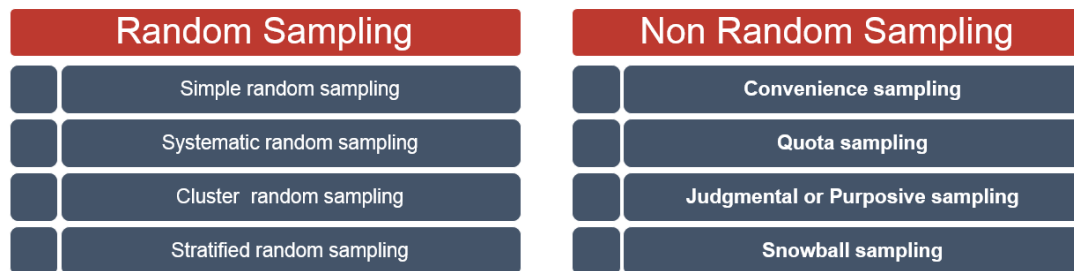 Random Sampling
Simple random sampling
Systematic random sampling
Cluster  random sampling
Stratified random sampling
Non Random Sampling
Convenience sampling
Quota sampling
Judgmental or Purposive sampling
Snowball sampling